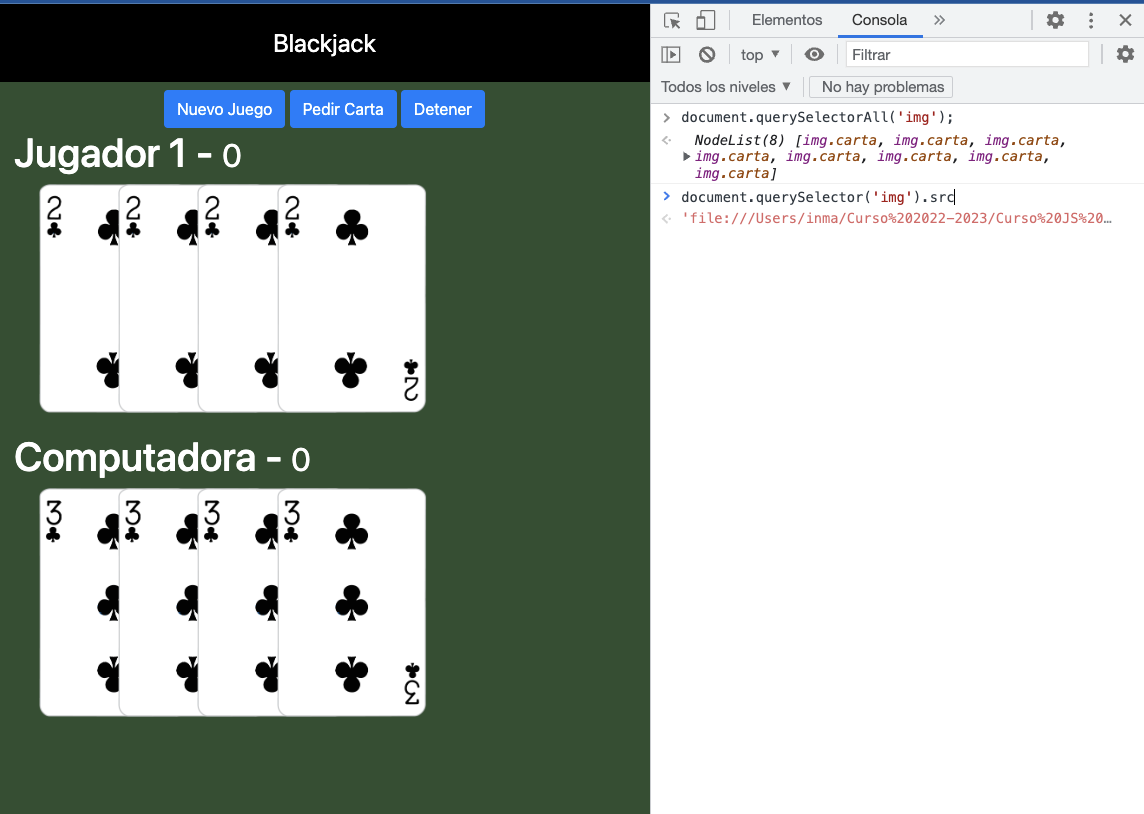 Blackjack
Nuevo Juego Pedir Carta Detener
Jugador 1 - 0
2 2 2 2
2
Computadora - 0
3 3 3 3
3
Elementos Consola »
top ▼ Filtrar
Todos los niveles ▼ No hay problemas
document.querySelectorAll('img');
NodeList(8) [img.carta, img.carta, img.carta,
img.carta, img.carta, img.carta, img.carta,
img.carta]
document.querySelector('img').src
'file:///Users/inma/Curso%202022-2023/Curso%20JS%20…